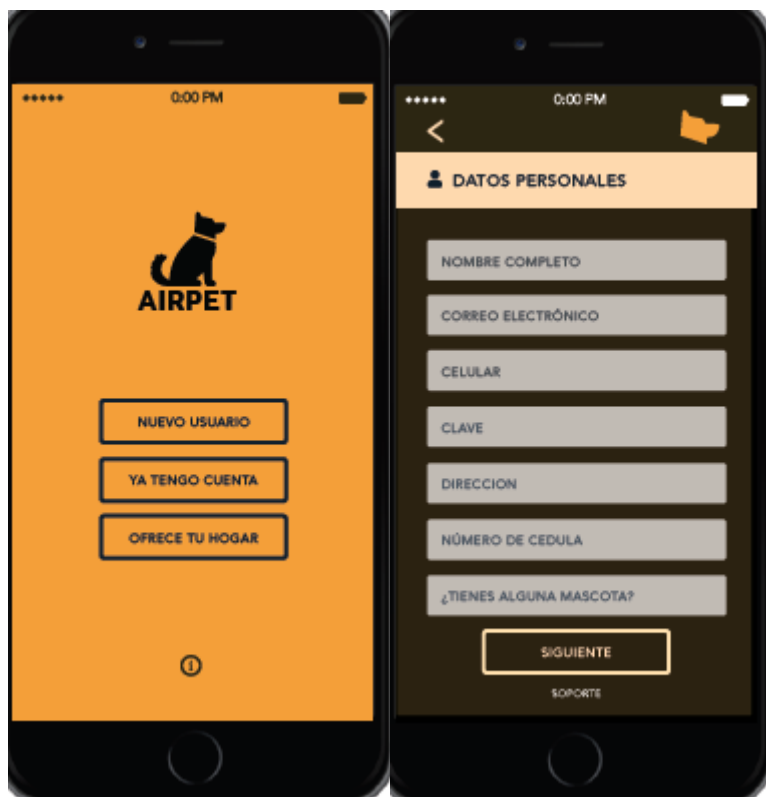 0:00 PM
AIRPET
NUEVO USUARIO
YA TENGO CUENTA
OFRECE TU HOGAR
0:00 PM
DATOS PERSONALES
NOMBRE COMPLETO
CORREO ELECTRÓNICO
CELULAR
CLAVE
DIRECCION
NÚMERO DE CEDULA
¿TIENES ALGUNA MASCOTA?
SIGUIENTE
SOPORTE